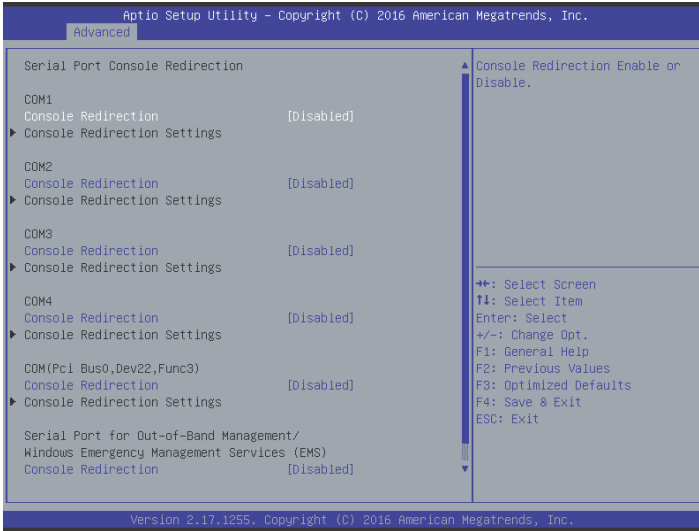 Aptio Setup Utility – Copyright (C) 2016 American Megatrends, Inc.
Advanced
Serial Port Console Redirection
COM1
Console Redirection [Disabled]
▶ Console Redirection Settings
COM2
Console Redirection [Disabled]
▶ Console Redirection Settings
COM3
Console Redirection [Disabled]
▶ Console Redirection Settings
COM4
Console Redirection [Disabled]
▶ Console Redirection Settings
COM(Pci Bus0,Dev22,Func3)
Console Redirection [Disabled]
▶ Console Redirection Settings
Serial Port for Out-of-Band Management/
Windows Emergency Management Services (EMS)
Console Redirection [Disabled]
Console Redirection Enable or
Disable.
→←: Select Screen
↑↓: Select Item
Enter: Select
+/-: Change Opt.
F1: General Help
F2: Previous Values
F3: Optimized Defaults
F4: Save & Exit
ESC: Exit
Version 2.17.1255. Copyright (C) 2016 American Megatrends, Inc.